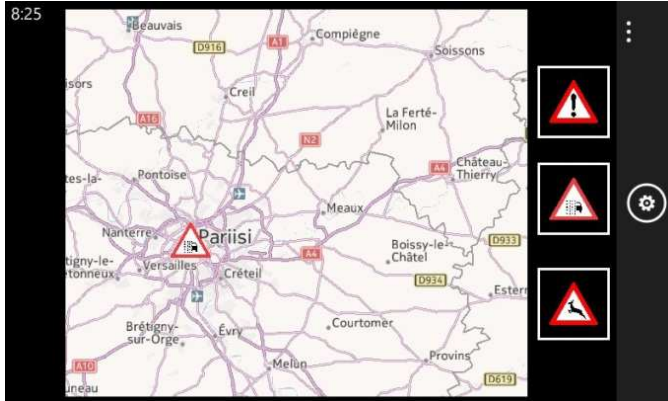 8:25
Beauvais
Compiègne
D916
A1
Soissons
isors
Creil
A16
La Ferté-
Milon
N2
Château-
Thierry
A4
tes-la-
Pontoise
Meaux
Nanterre
Pariisi
D933
A4
Boissy-le-
Châtel
tigny-le-
tonneux
Versailles
Créteil
D934
Estern
Brétigny-
sur-Orge
Évry
Courtomer
A10
Melun
Provins
D619
uneau